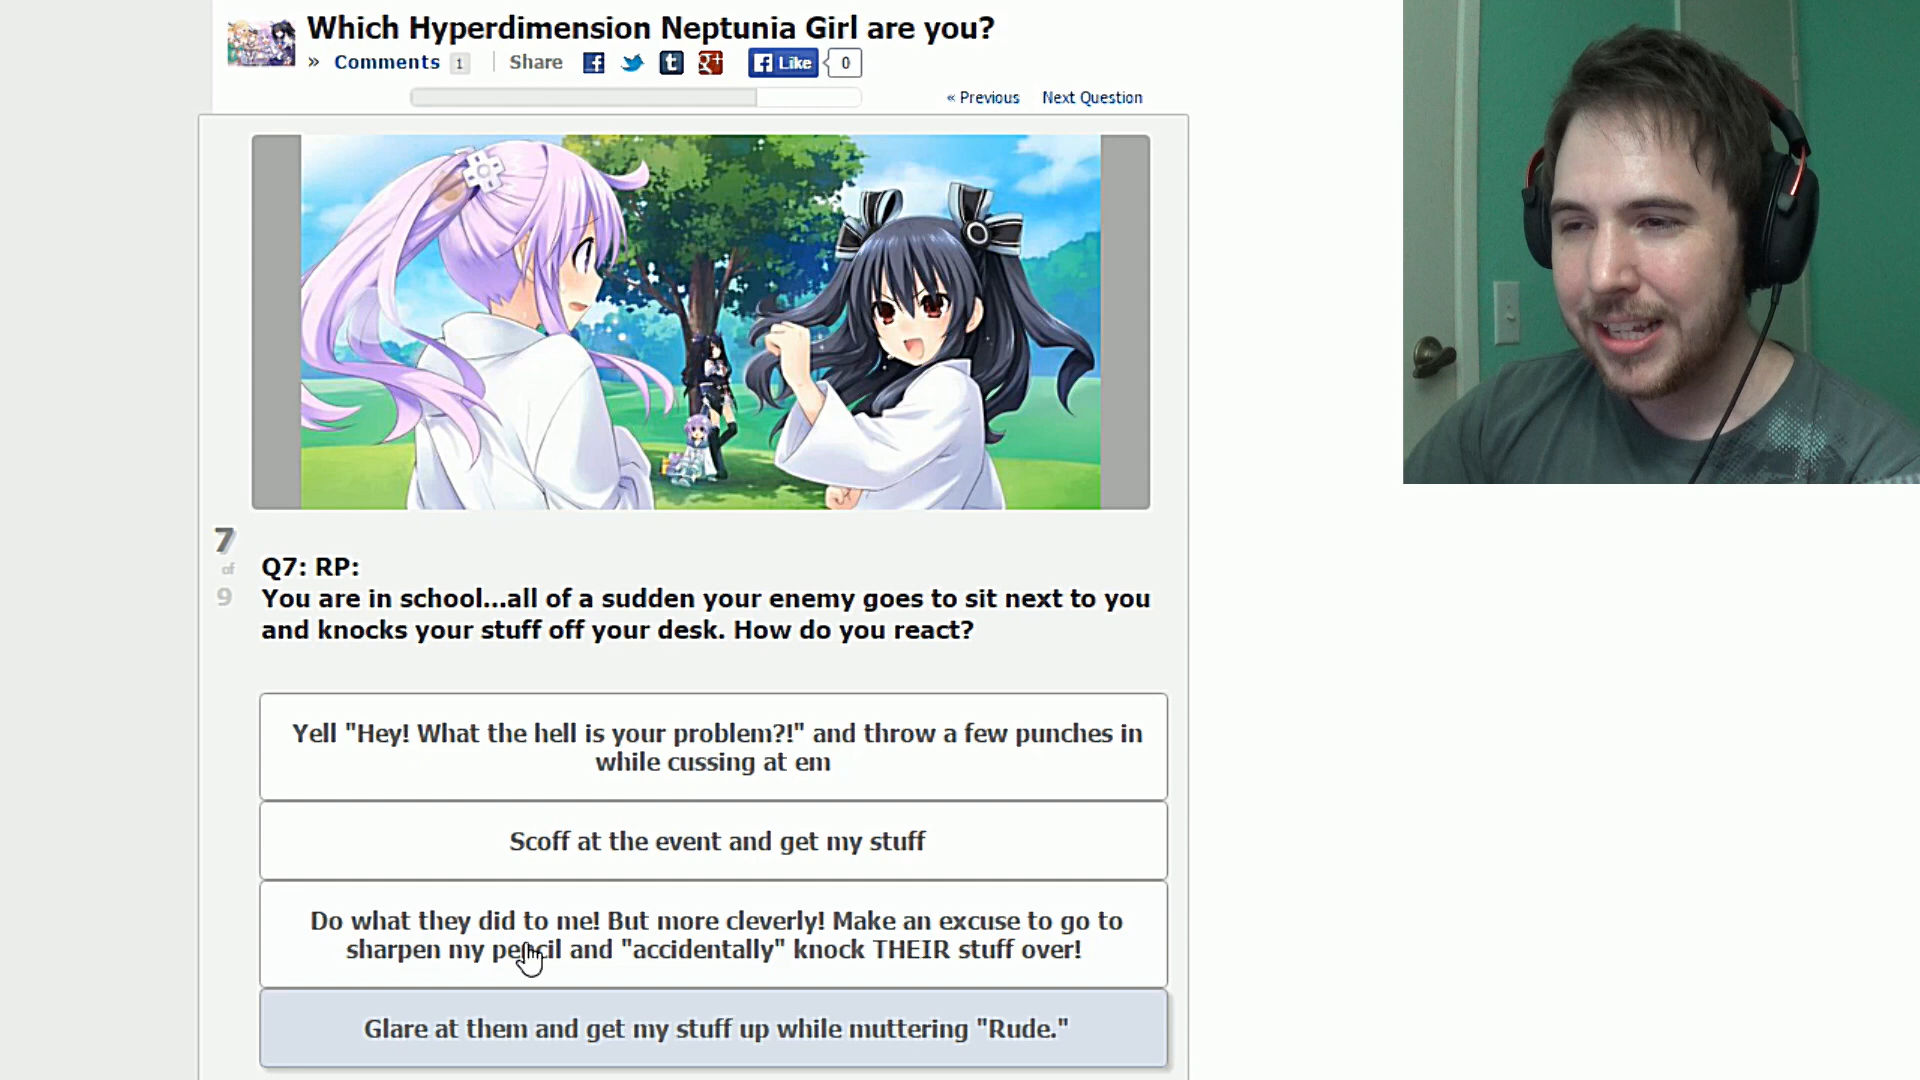 Which Hyperdimension Neptunia Girl are you?
» Comments 1 Share f t g+ f Like 0
« Previous Next Question
7
of
9
Q7: RP:
You are in school...all of a sudden your enemy goes to sit next to you
and knocks your stuff off your desk. How do you react?
Yell "Hey! What the hell is your problem?!" and throw a few punches in
while cussing at em
Scoff at the event and get my stuff
Do what they did to me! But more cleverly! Make an excuse to go to
sharpen my pencil and "accidentally" knock THEIR stuff over!
Glare at them and get my stuff up while muttering "Rude."